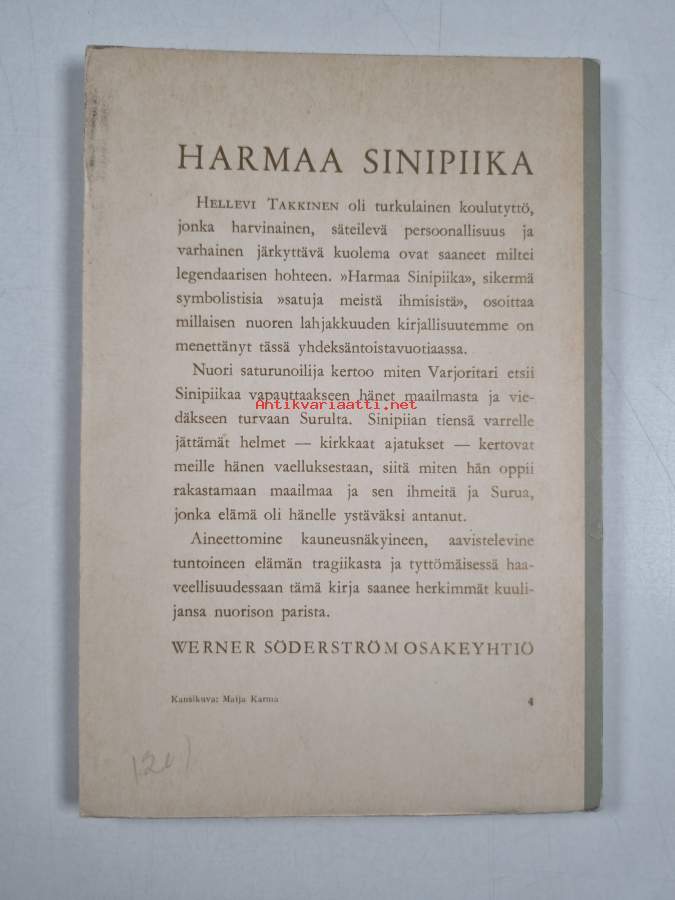 HARMAA SINIPIIKA
HELLEVI TAKKINEN oli turkulainen koulutyttö,
jonka harvinainen, säteilevä persoonallisuus ja
varhainen järkyttävä kuolema ovat saaneet miltei
legendaarisen hohteen. »Harmaa Sinipiika», sikermä
symbolistisia »satuja meistä ihmisistä», osoittaa
millaisen nuoren lahjakkuuden kirjallisuutemme on
menettänyt tässä yhdeksäntoistavuotiaassa.
Nuori saturunoilija kertoo miten Varjoritari etsii
Sinipiikaa vapauttaakseen hänet maailmasta ja vie-
Antikvariaatti.net
däkseen turvaan Surulta. Sinipiian tiensä varrelle
jättämät helmet — kirkkaat ajatukset — kertovat
meille hänen vaelluksestaan, siitä miten hän oppii
rakastamaan maailmaa ja sen ihmeitä ja Surua,
jonka elämä oli hänelle ystäväksi antanut.
Aineettomine kauneusnäkyineen, aavistelevine
tuntoineen elämän tragiikasta ja tyttömäisessä haa-
veellisuudessaan tämä kirja saanee herkimmät kuuli-
jansa nuorison parista.
WERNER SÖDERSTRÖM OSAKEYHTIÖ
Kansikuva: Maija Karma 4